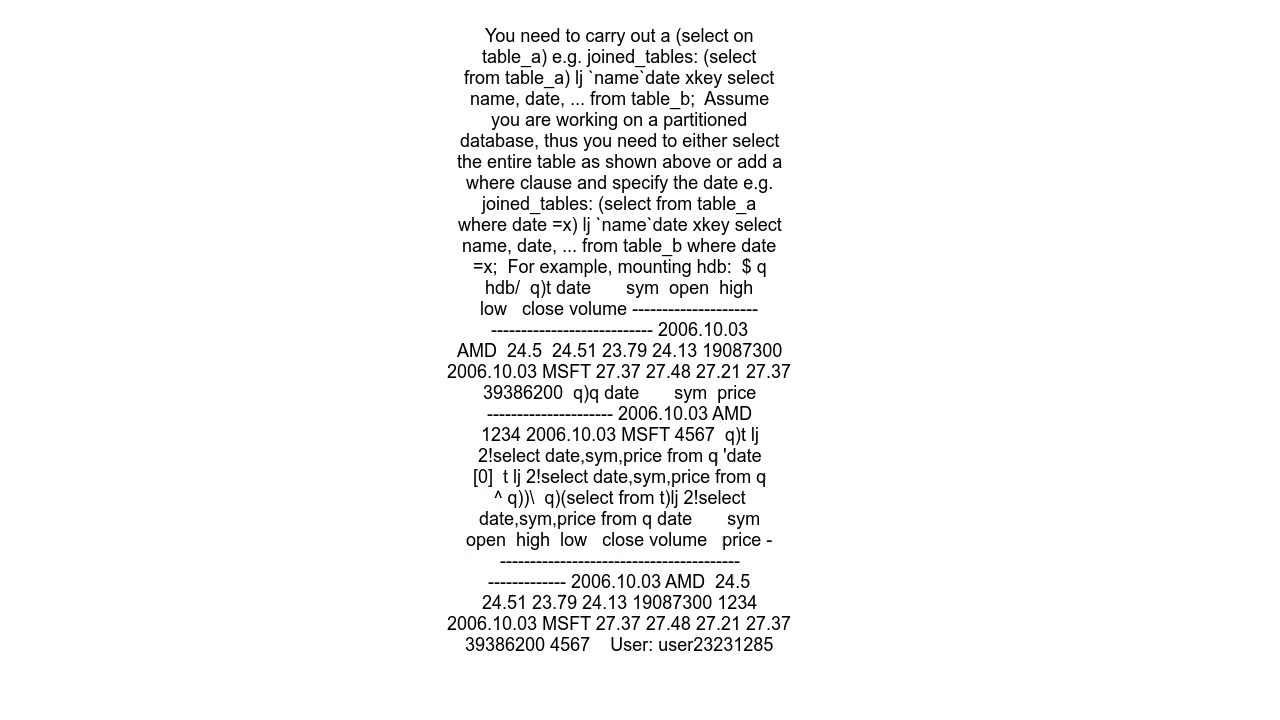 You need to carry out a (select on
table_a) e.g. joined_tables: (select
from table_a) lj `name`date xkey select
name, date, ... from table_b;  Assume
you are working on a partitioned
database, thus you need to either select
the entire table as shown above or add a
where clause and specify the date e.g.
joined_tables: (select from table_a
where date =x) lj `name`date xkey select
name, date, ... from table_b where date
=x;  For example, mounting hdb:  $ q
hdb/  q)t date       sym  open  high
low   close volume ---------------------
--------------------------- 2006.10.03
AMD  24.5  24.51 23.79 24.13 19087300
2006.10.03 MSFT 27.37 27.48 27.21 27.37
39386200  q)q date       sym  price
--------------------- 2006.10.03 AMD
1234 2006.10.03 MSFT 4567  q)t lj
2!select date,sym,price from q 'date
[0]  t lj 2!select date,sym,price from q
^ q))\  q)(select from t)lj 2!select
date,sym,price from q date       sym
open  high  low   close volume   price -
----------------------------------------
------------- 2006.10.03 AMD  24.5
24.51 23.79 24.13 19087300 1234
2006.10.03 MSFT 27.37 27.48 27.21 27.37
39386200 4567    User: user23231285